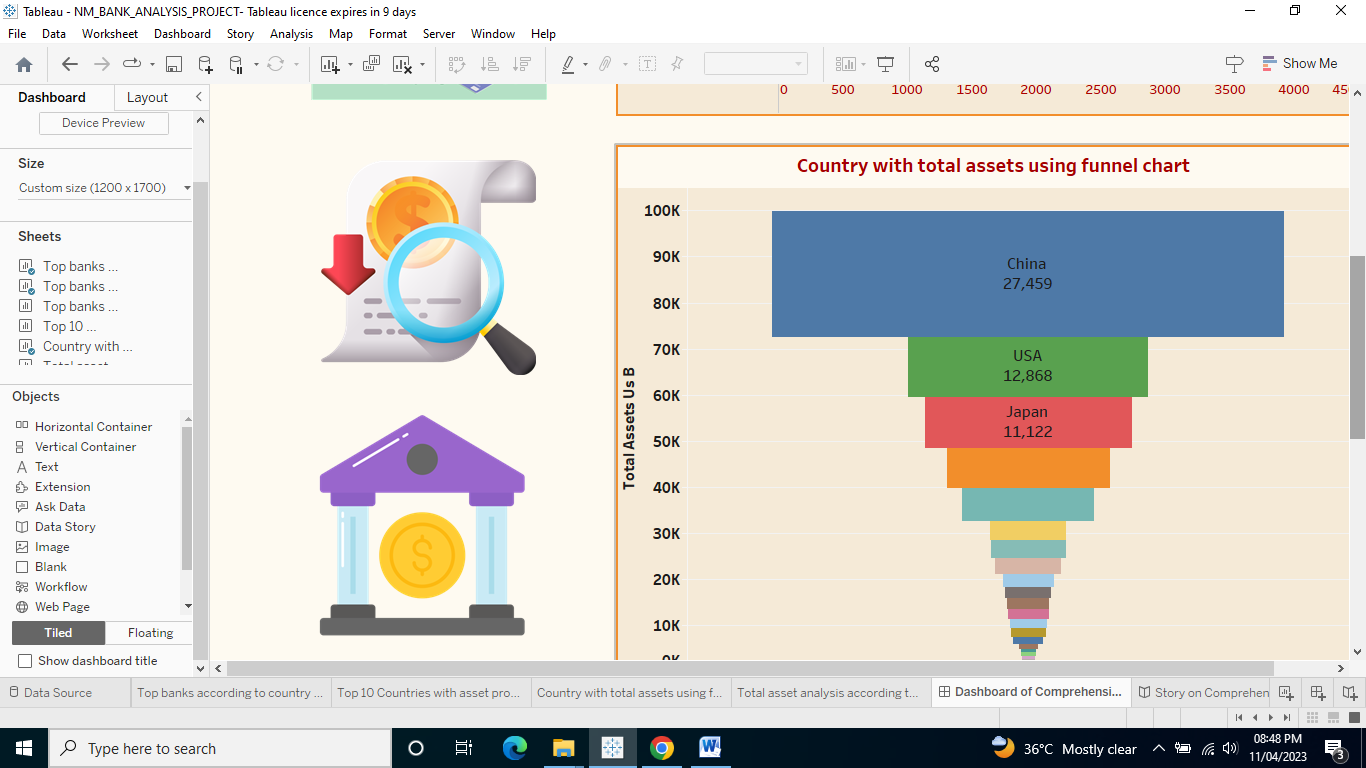 Tableau - NM_BANK_ANALYSIS_PROJECT- Tableau licence expires in 9 days
File Data Worksheet Dashboard Story Analysis Map Format Server Window Help
Show Me
Dashboard Layout
Device Preview
Size
Custom size (1200 x 1700)
Sheets
Top banks ...
Top banks ...
Top banks ...
Top 10 ...
Country with ...
Total asset
Objects
Horizontal Container
Vertical Container
Text
Extension
Ask Data
Data Story
Image
Blank
Workflow
Web Page
Tiled Floating
Show dashboard title
0 500 1000 1500 2000 2500 3000 3500 4000 45
Country with total assets using funnel chart
Total Assets Us B
100K
90K
80K
70K
60K
50K
40K
30K
20K
10K
0K
China
27,459
USA
12,868
Japan
11,122
Data Source Top banks according to country ... Top 10 Countries with asset pro... Country with total assets using f... Total asset analysis according t... Dashboard of Comprehensi... Story on Comprehen
Type here to search
36°C Mostly clear
08:48 PM
11/04/2023
3